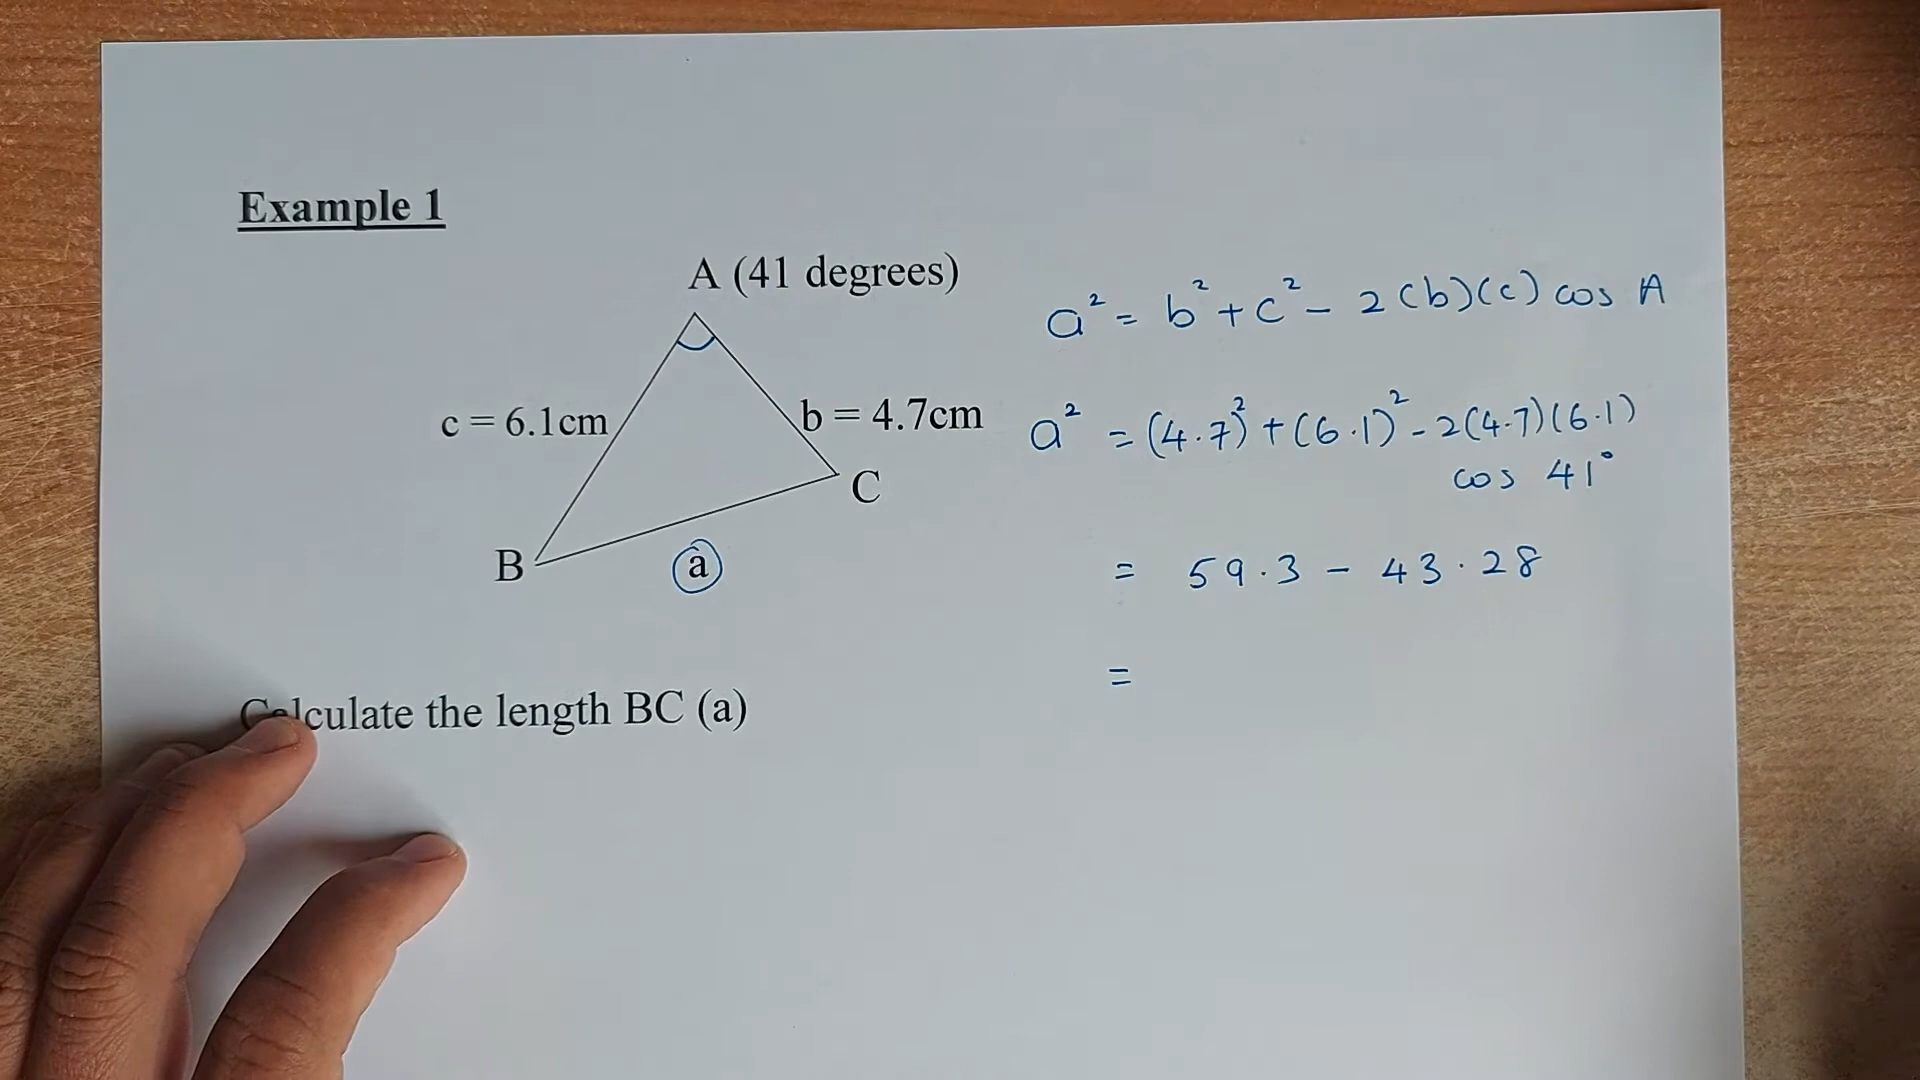 Example 1
A (41 degrees)
c = 6.1cm
b = 4.7cm
C
B
a
Calculate the length BC (a)
a² = b² + c² - 2(b)(c) cos A
a² = (4.7)² + (6.1)² - 2(4.7)(6.1)
cos 41°
= 59.3 - 43.28
=